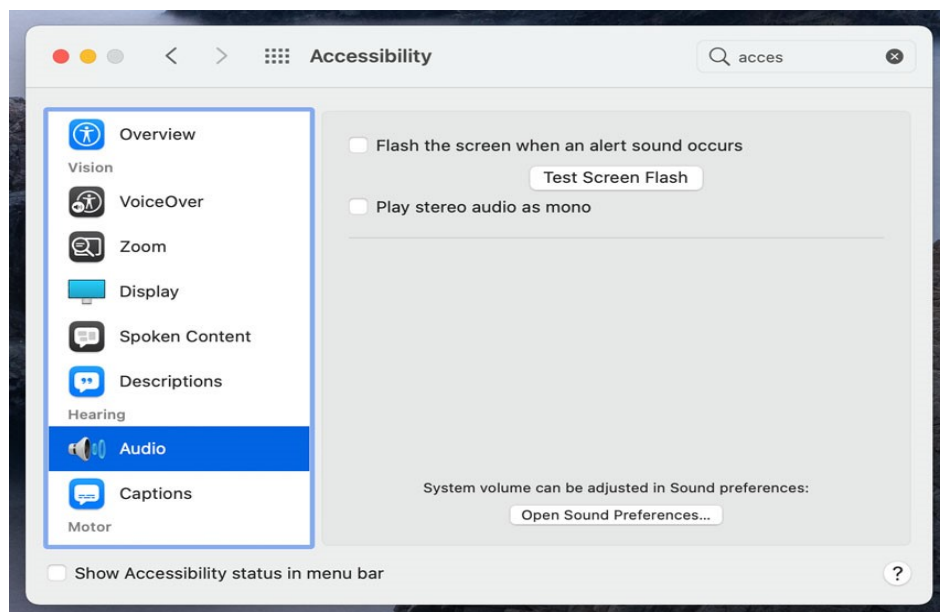 Accessibility
acces
Overview
Vision
VoiceOver
Zoom
Display
Spoken Content
Descriptions
Hearing
Audio
Captions
Motor
Flash the screen when an alert sound occurs
Test Screen Flash
Play stereo audio as mono
System volume can be adjusted in Sound preferences:
Open Sound Preferences...
Show Accessibility status in menu bar
?